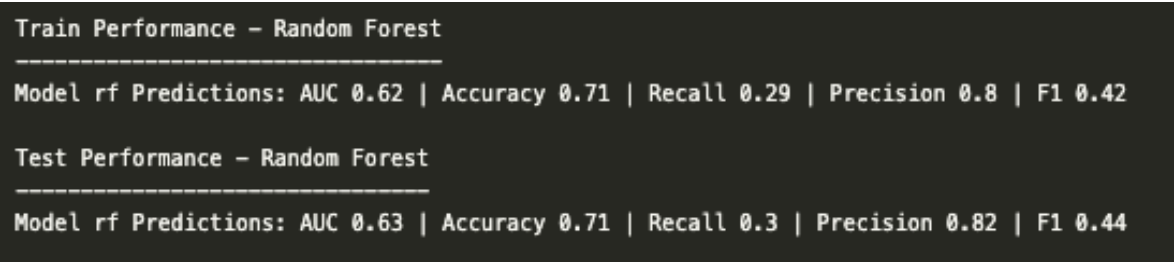 Train Performance – Random Forest
---------------------------------
Model rf Predictions: AUC 0.62 | Accuracy 0.71 | Recall 0.29 | Precision 0.8 | F1 0.42
Test Performance – Random Forest
--------------------------------
Model rf Predictions: AUC 0.63 | Accuracy 0.71 | Recall 0.3 | Precision 0.82 | F1 0.44